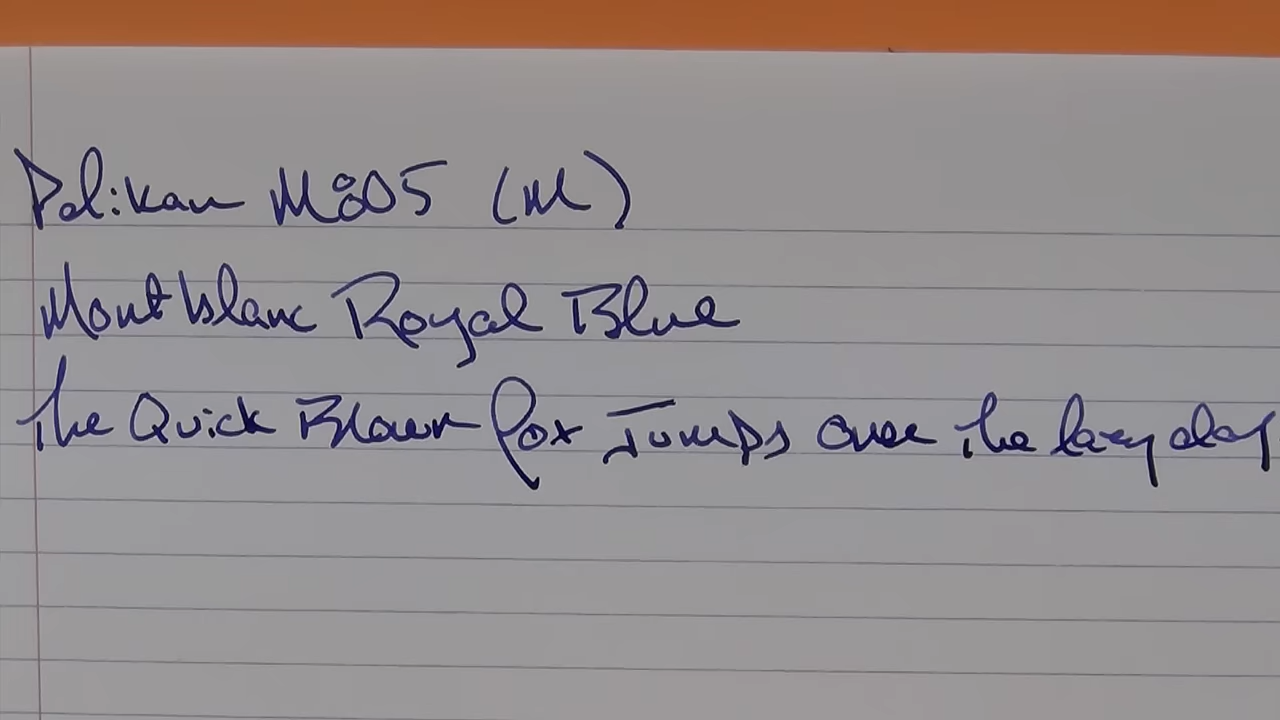 Pelikan M805 (M)
Montblanc Royal Blue
The Quick Brown fox Jumps over the lazy dog